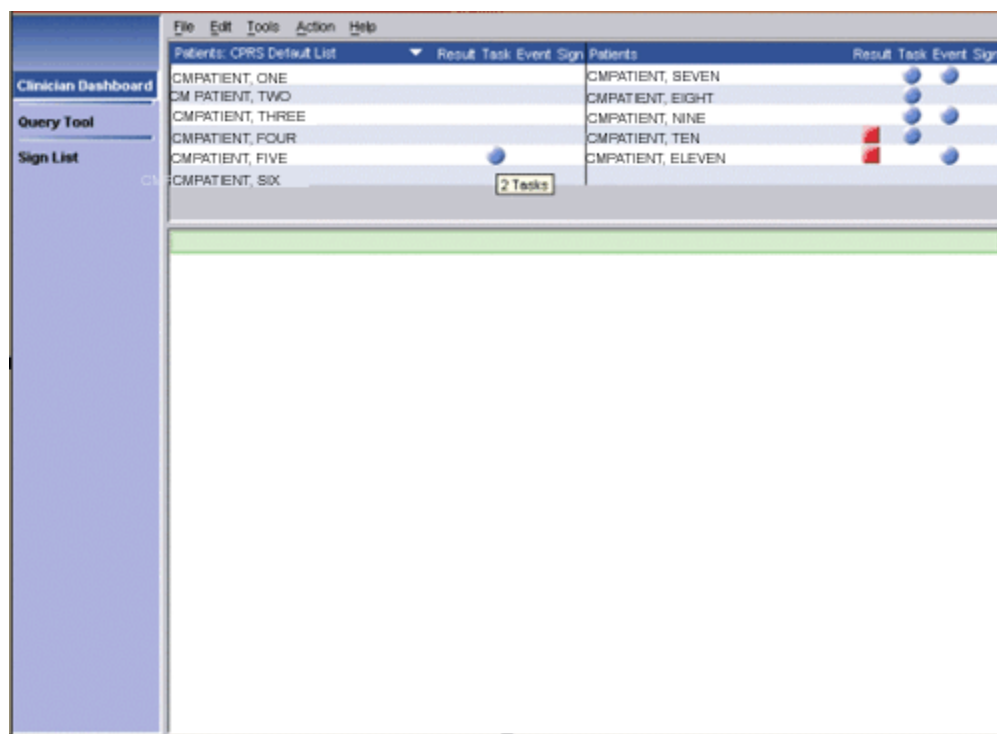 File Edit Tools Action Help
Patients: CPRS Default List Result Task Event Sign Patients Result Task Event Sign
Clinician Dashboard
Query Tool
Sign List
CMPATIENT, ONE
CM PATIENT, TWO
CMPATIENT, THREE
CMPATIENT, FOUR
CMPATIENT, FIVE
CMPATIENT, SIX
2 Tasks
CMPATIENT, SEVEN
CMPATIENT, EIGHT
CMPATIENT, NINE
CMPATIENT, TEN
CMPATIENT, ELEVEN